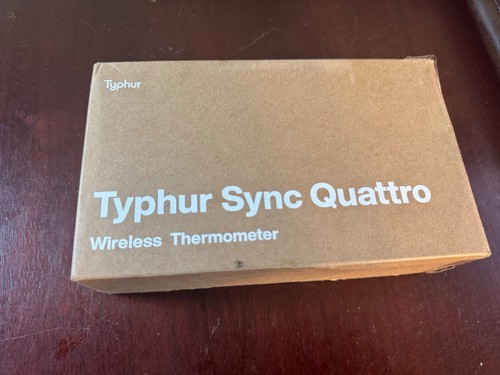 Typhur
Typhur Sync Quattro
Wireless Thermometer